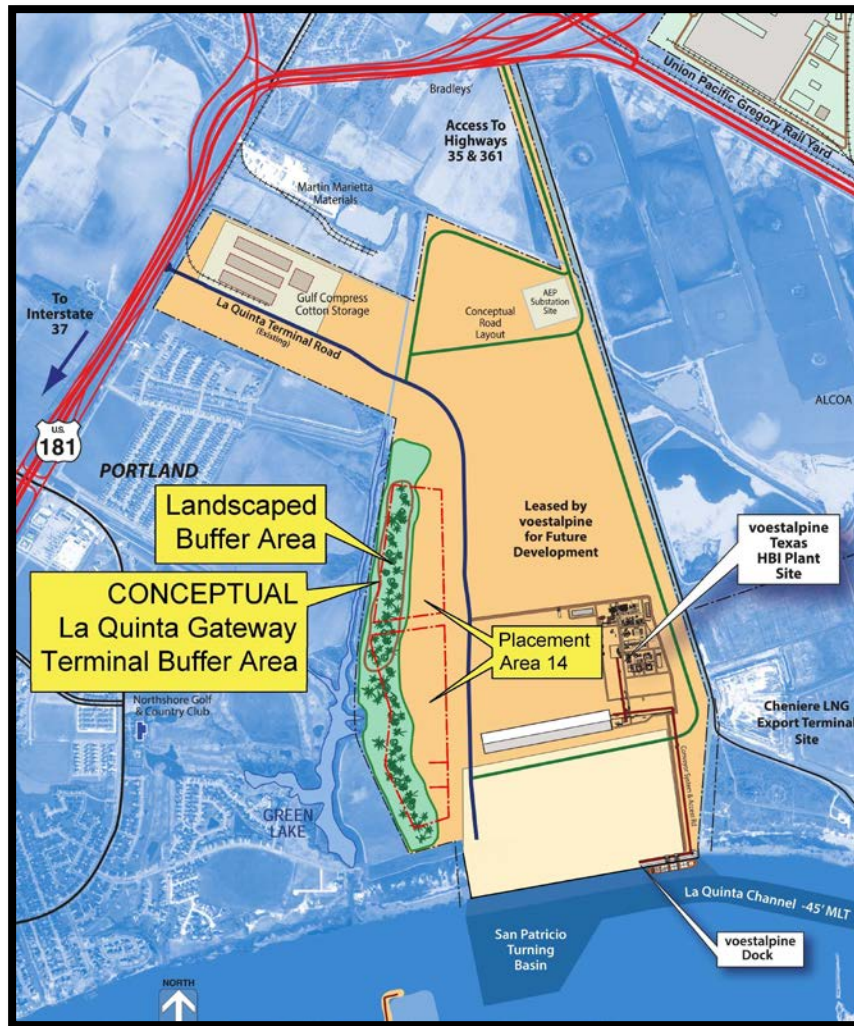 Bradleys'
Union Pacific Gregory Rail Yard
Access To
Highways
35 & 361
Martin Marietta
Materials
To
Interstate
37
Gulf Compress
Cotton Storage
La Quinta Terminal Road
(Existing)
AEP
Substation
Site
Conceptual
Road
Layout
ALCOA
U.S.
181
PORTLAND
Landscaped
Buffer Area
Leased by
voestalpine
for Future
Development
voestalpine
Texas
HBI Plant
Site
CONCEPTUAL
La Quinta Gateway
Terminal Buffer Area
Placement
Area 14
Northshore Golf
& Country Club
Cheniere LNG
Export Terminal
Site
Conveyor System & Access Rd
GREEN
LAKE
La Quinta Channel -45' MLT
San Patricio
Turning
Basin
voestalpine
Dock
NORTH